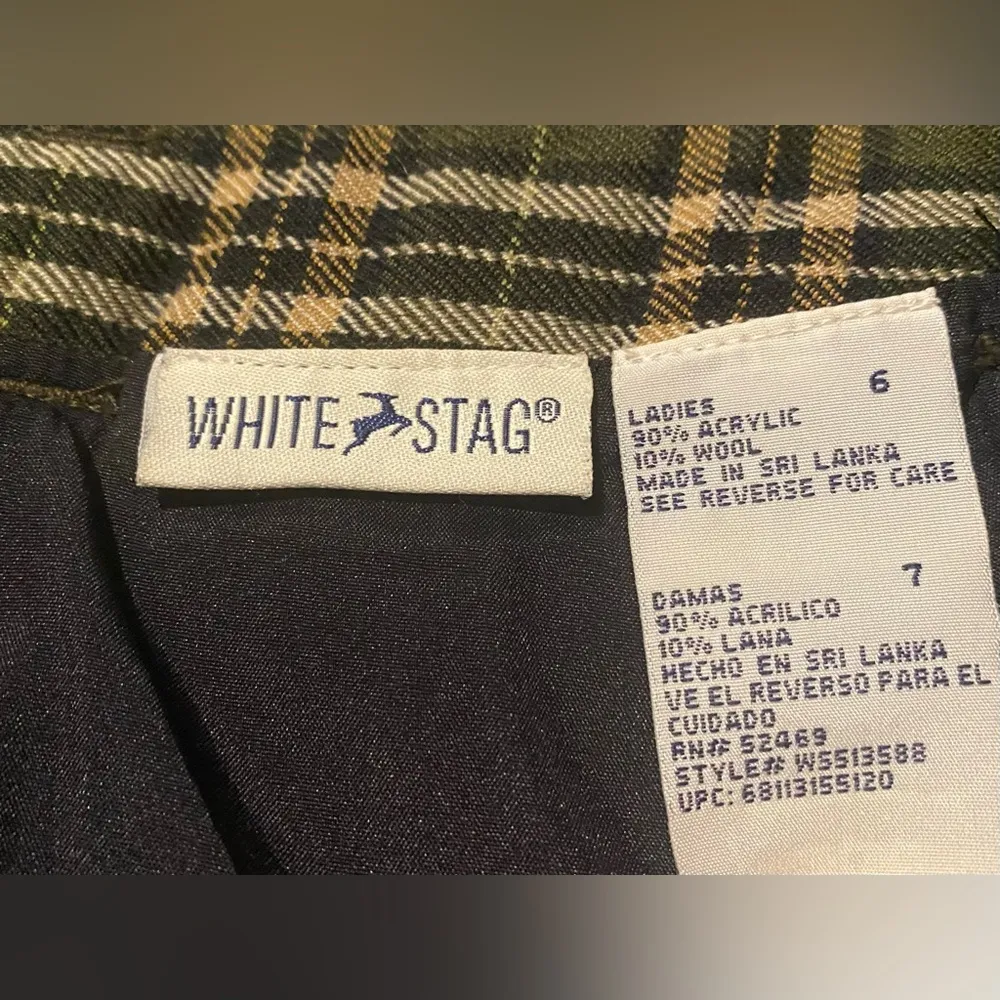 WHITE STAG®
6
LADIES
90% ACRYLIC
10% WOOL
MADE IN SRI LANKA
SEE REVERSE FOR CARE
7
DAMAS
90% ACRILICO
10% LANA
HECHO EN SRI LANKA
VE EL REVERSO PARA EL
CUIDADO
RN# 52469
STYLE# WS513588
UPC: 68113155120